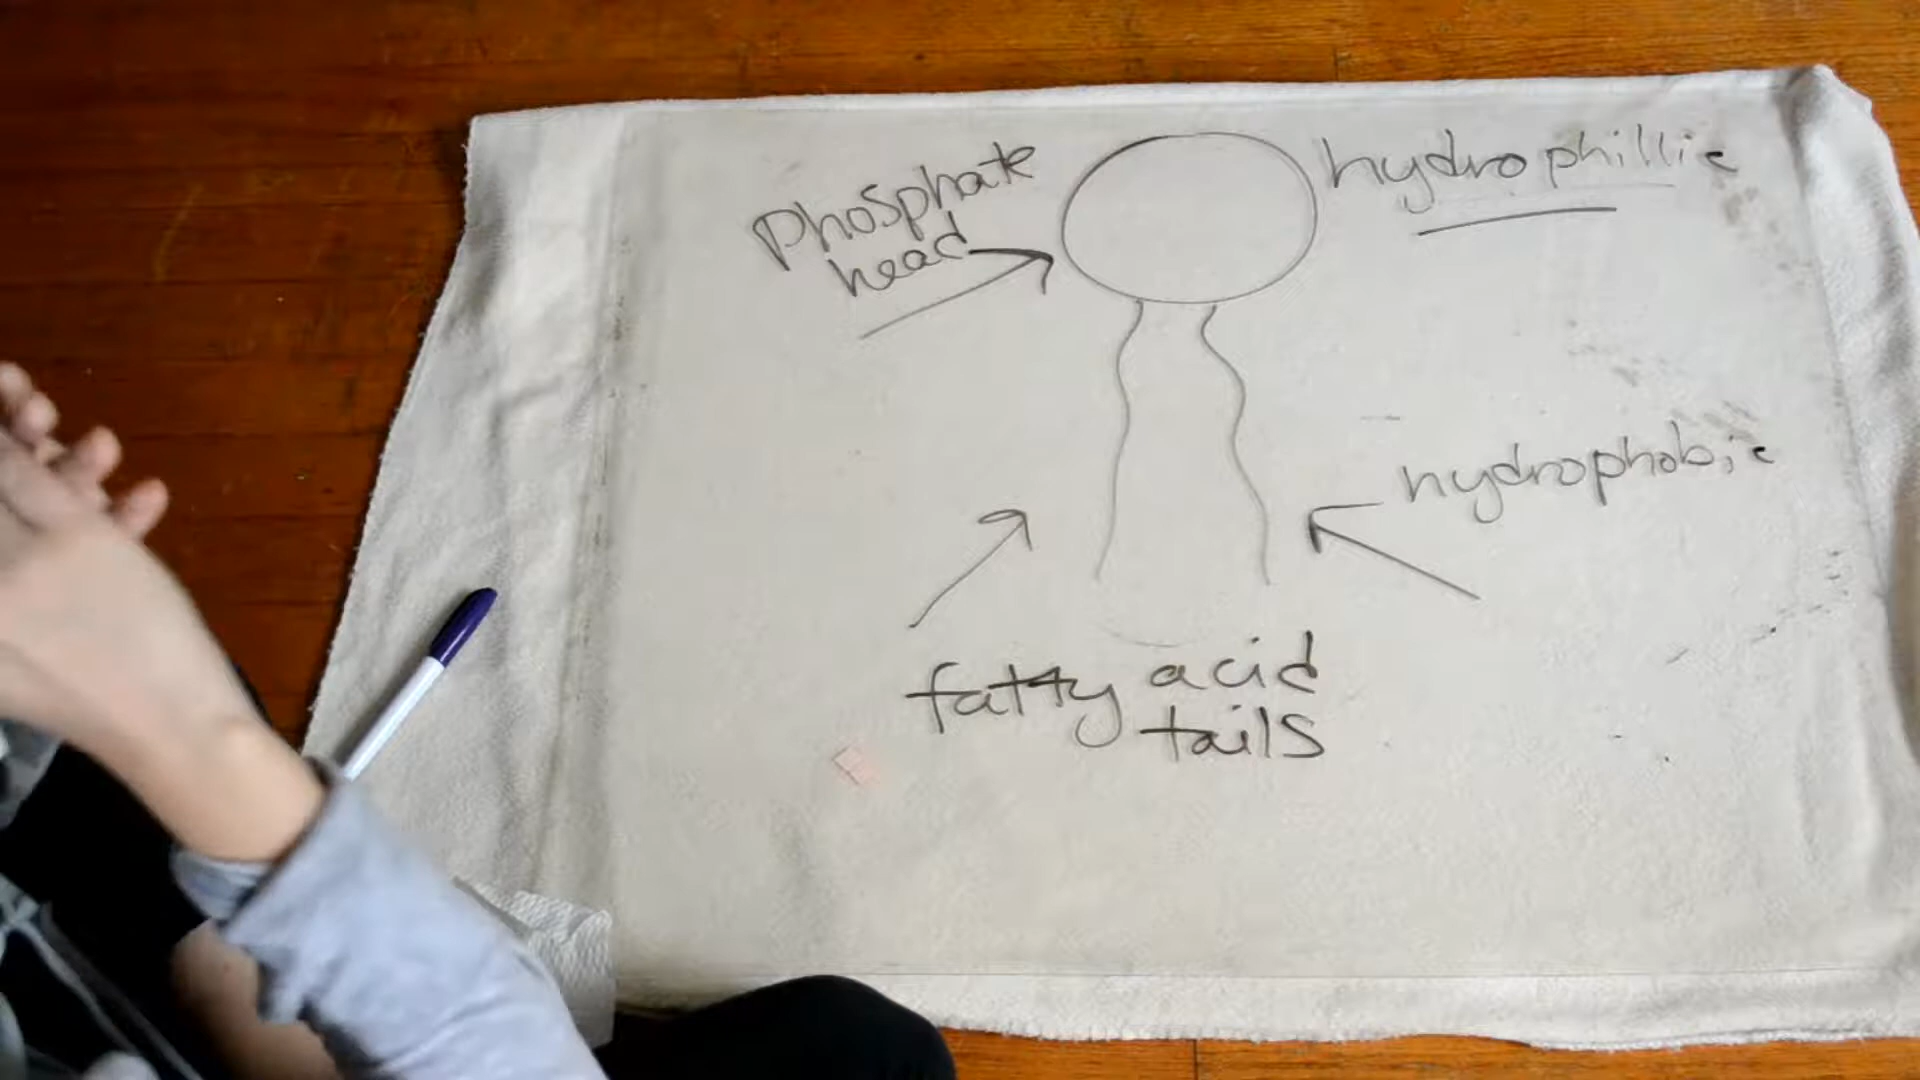 Phosphate
head
hydrophillic
hydrophobic
fatty acid
tails